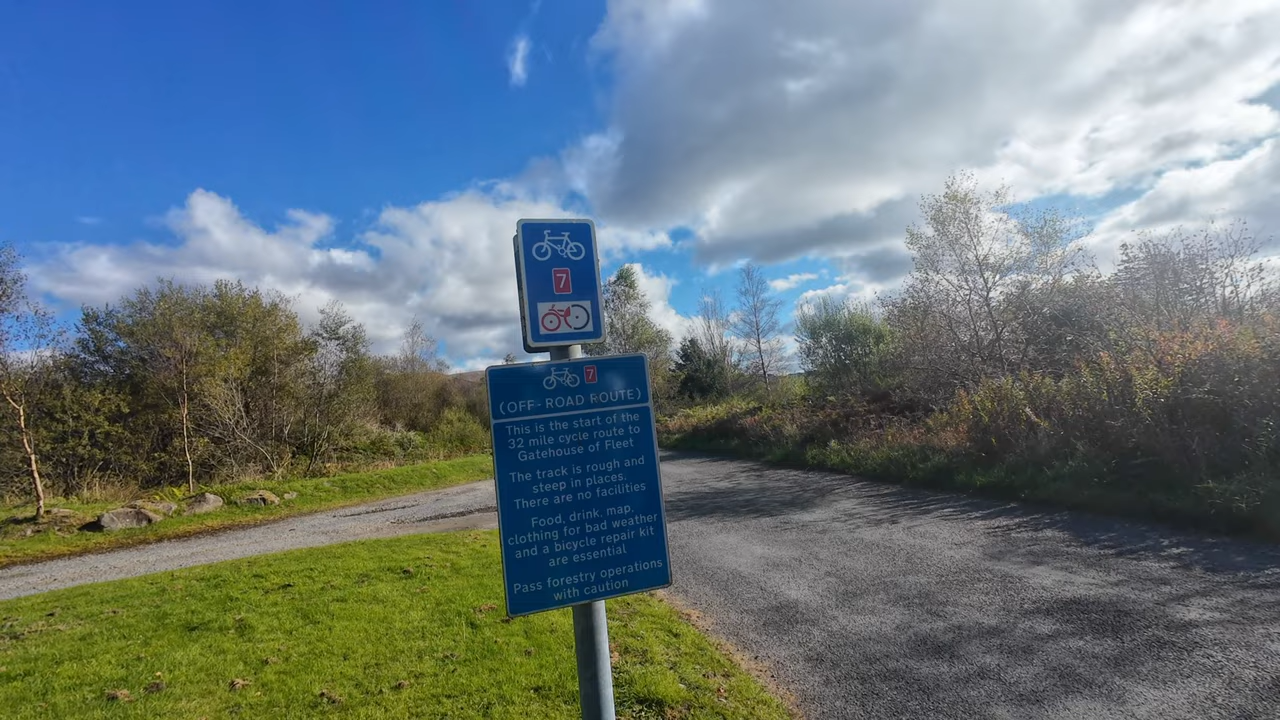 7
7
(OFF-ROAD ROUTE)
This is the start of the
32 mile cycle route to
Gatehouse of Fleet
The track is rough and
steep in places.
There are no facilities
Food, drink, map,
clothing for bad weather
and a bicycle repair kit
are essential
Pass forestry operations
with caution